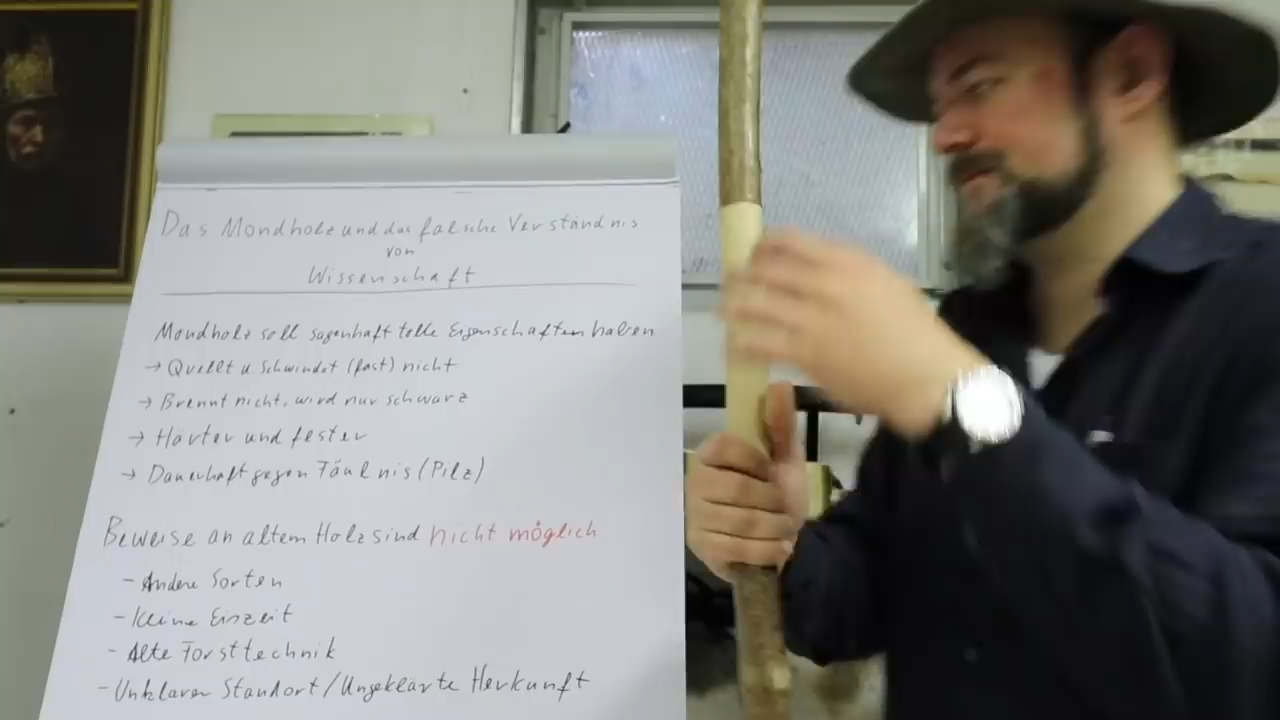 Das Mondholz und das falsche Verständnis
von
Wissenschaft
Mondholz soll sagenhaft tolle Eigenschaften haben
→ Quellt u. schwindet (fast) nicht
→ Brennt nicht, wird nur schwarz
→ Härter und fester
→ Dauerhaft gegen Fäulnis (Pilz)
Beweise an altem Holz sind nicht möglich
- Andere Sorten
- Kleine Eiszeit
- Alte Forsttechnik
- Unklarer Standort / Ungeklärte Herkunft